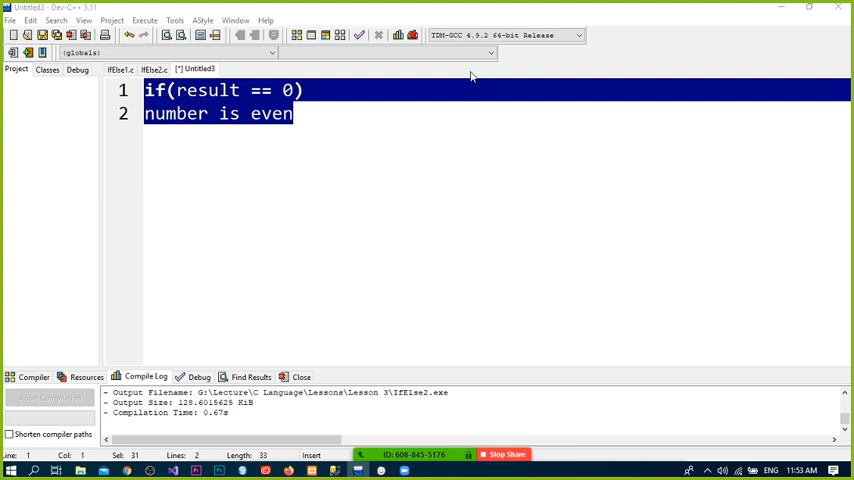 Untitled3 - Dev-C++ 5.11
File Edit Search View Project Execute Tools AStyle Window Help
TDM-GCC 4.9.2 64-bit Release
(globals)
Project Classes Debug IfElse1.c IfElse2.c [*] Untitled3
1 if(result == 0)
2 number is even
Compiler Resources Compile Log Debug Find Results Close
Abort Compilation - Output Filename: G:\Lecture\C Language\Lessons\Lesson 3\IfElse2.exe
- Output Size: 128.6015625 KiB
- Compilation Time: 0.67s
Shorten compiler paths
Line: 1 Col: 1 Sel: 31 Lines: 2 Length: 33 Insert ID: 608-845-5176 Stop Share
ENG 11:53 AM